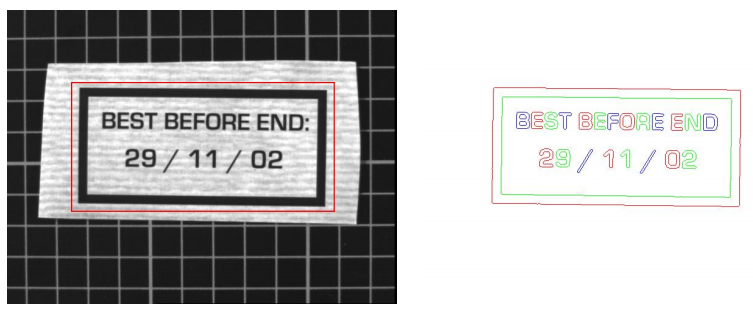 BEST BEFORE END:
29 / 11 / 02
BEST BEFORE END
29 / 11 / 02